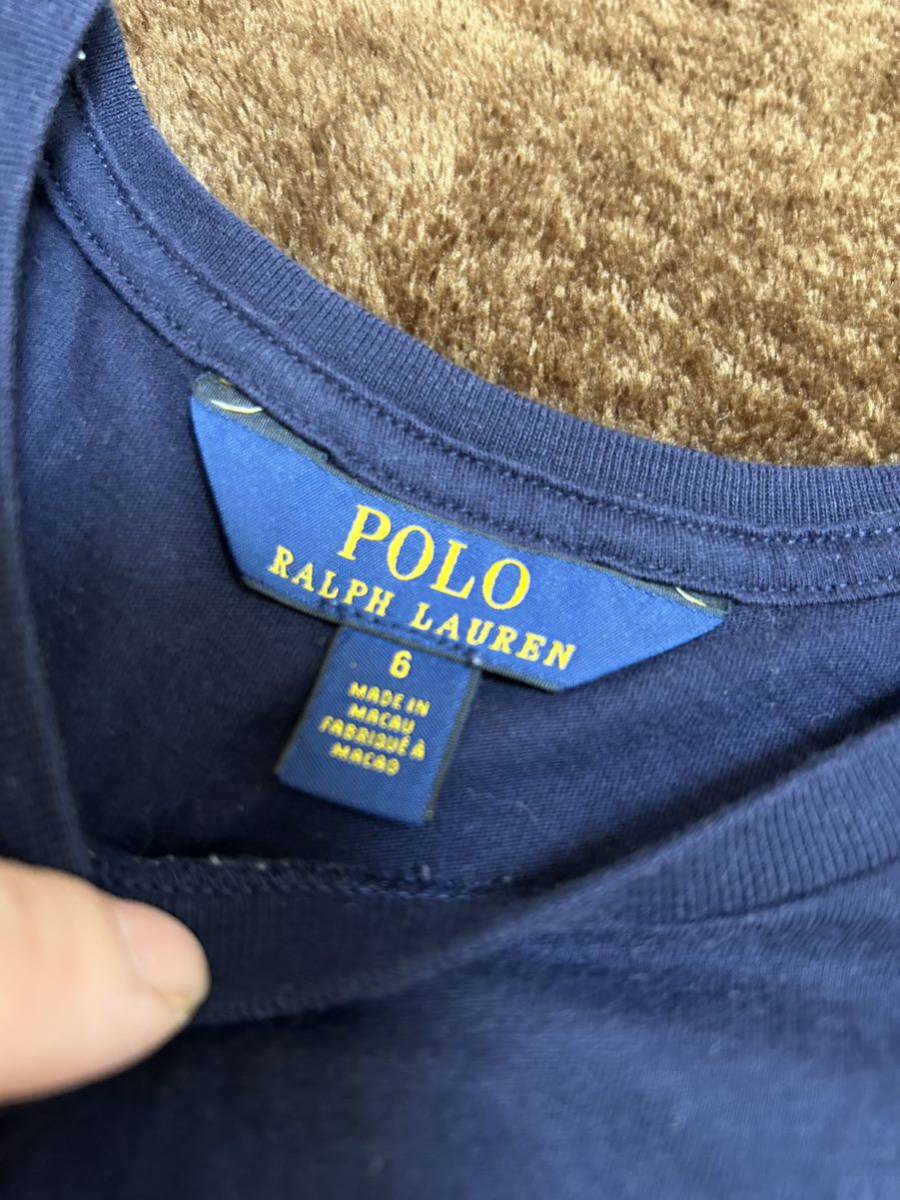 POLO
RALPH LAUREN
6
MADE IN
MACAU
FABRIQUÉ A
MACAO